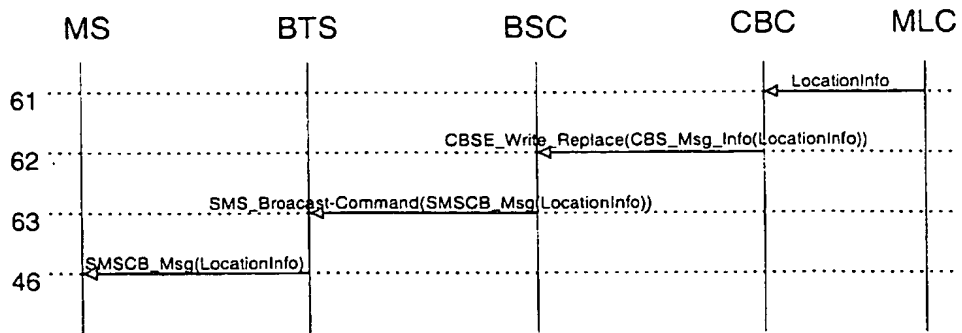 MS BTS BSC CBC MLC
61 LocationInfo
CBSE_Write_Replace(CBS_Msg_Info(LocationInfo))
62
SMS_Broacast-Command(SMSCB_Msg(LocationInfo))
63
SMSCB_Msg(LocationInfo)
46